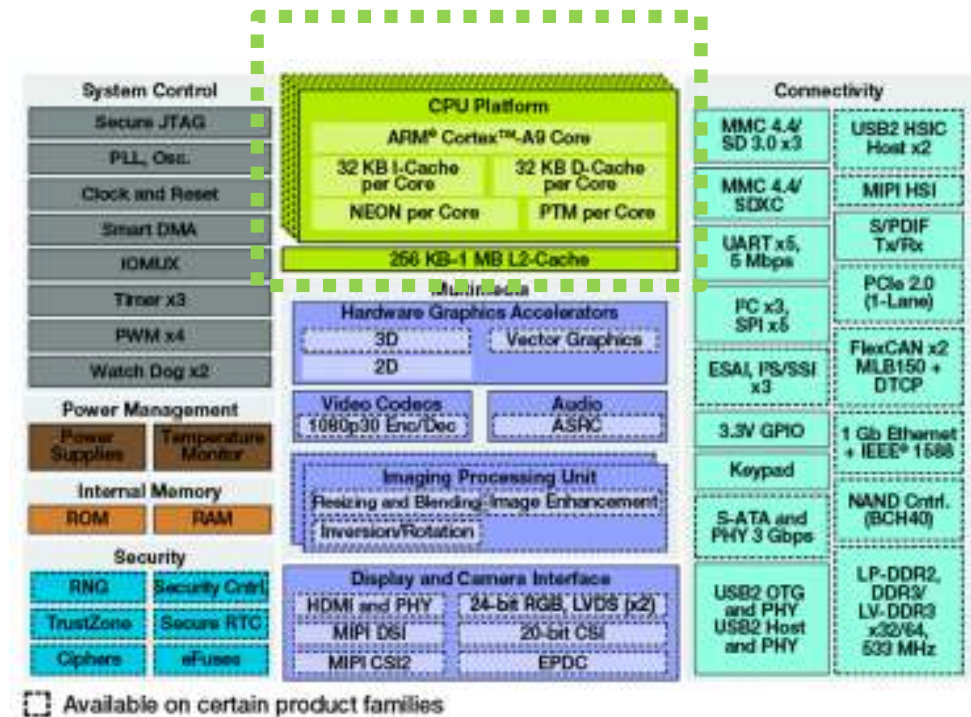 System Control
Secure JTAG
PLL, Osc.
Clock and Reset
Smart DMA
IOMUX
Timer x3
PWM x4
Watch Dog x2
Power Management
Power
Supplies
Temperature
Monitor
Internal Memory
ROM
RAM
Security
RNG
Security Cntrl.
TrustZone
Secure RTC
Ciphers
eFuses
CPU Platform
ARM® Cortex™-A9 Core
32 KB I-Cache
per Core
32 KB D-Cache
per Core
NEON per Core
PTM per Core
256 KB-1 MB L2-Cache
Multimedia
Hardware Graphics Accelerators
3D
Vector Graphics
2D
Video Codecs
1080p30 Enc/Dec
Audio
ASRC
Imaging Processing Unit
Resizing and Blending
Image Enhancement
Inversion/Rotation
Display and Camera Interface
HDMI and PHY
24-bit RGB, LVDS (x2)
MIPI DSI
20-bit CSI
MIPI CSI2
EPDC
Connectivity
MMC 4.4/
SD 3.0 x3
MMC 4.4/
SDXC
UART x5,
5 Mbps
I²C x3,
SPI x5
ESAI, I²S/SSI
x3
3.3V GPIO
Keypad
S-ATA and
PHY 3 Gbps
USB2 OTG
and PHY
USB2 Host
and PHY
USB2 HSIC
Host x2
MIPI HSI
S/PDIF
Tx/Rx
PCIe 2.0
(1-Lane)
FlexCAN x2
MLB150 +
DTCP
1 Gb Ethernet
+ IEEE® 1588
NAND Cntrl.
(BCH40)
LP-DDR2,
DDR3/
LV-DDR3
x32/64,
533 MHz
Available on certain product families